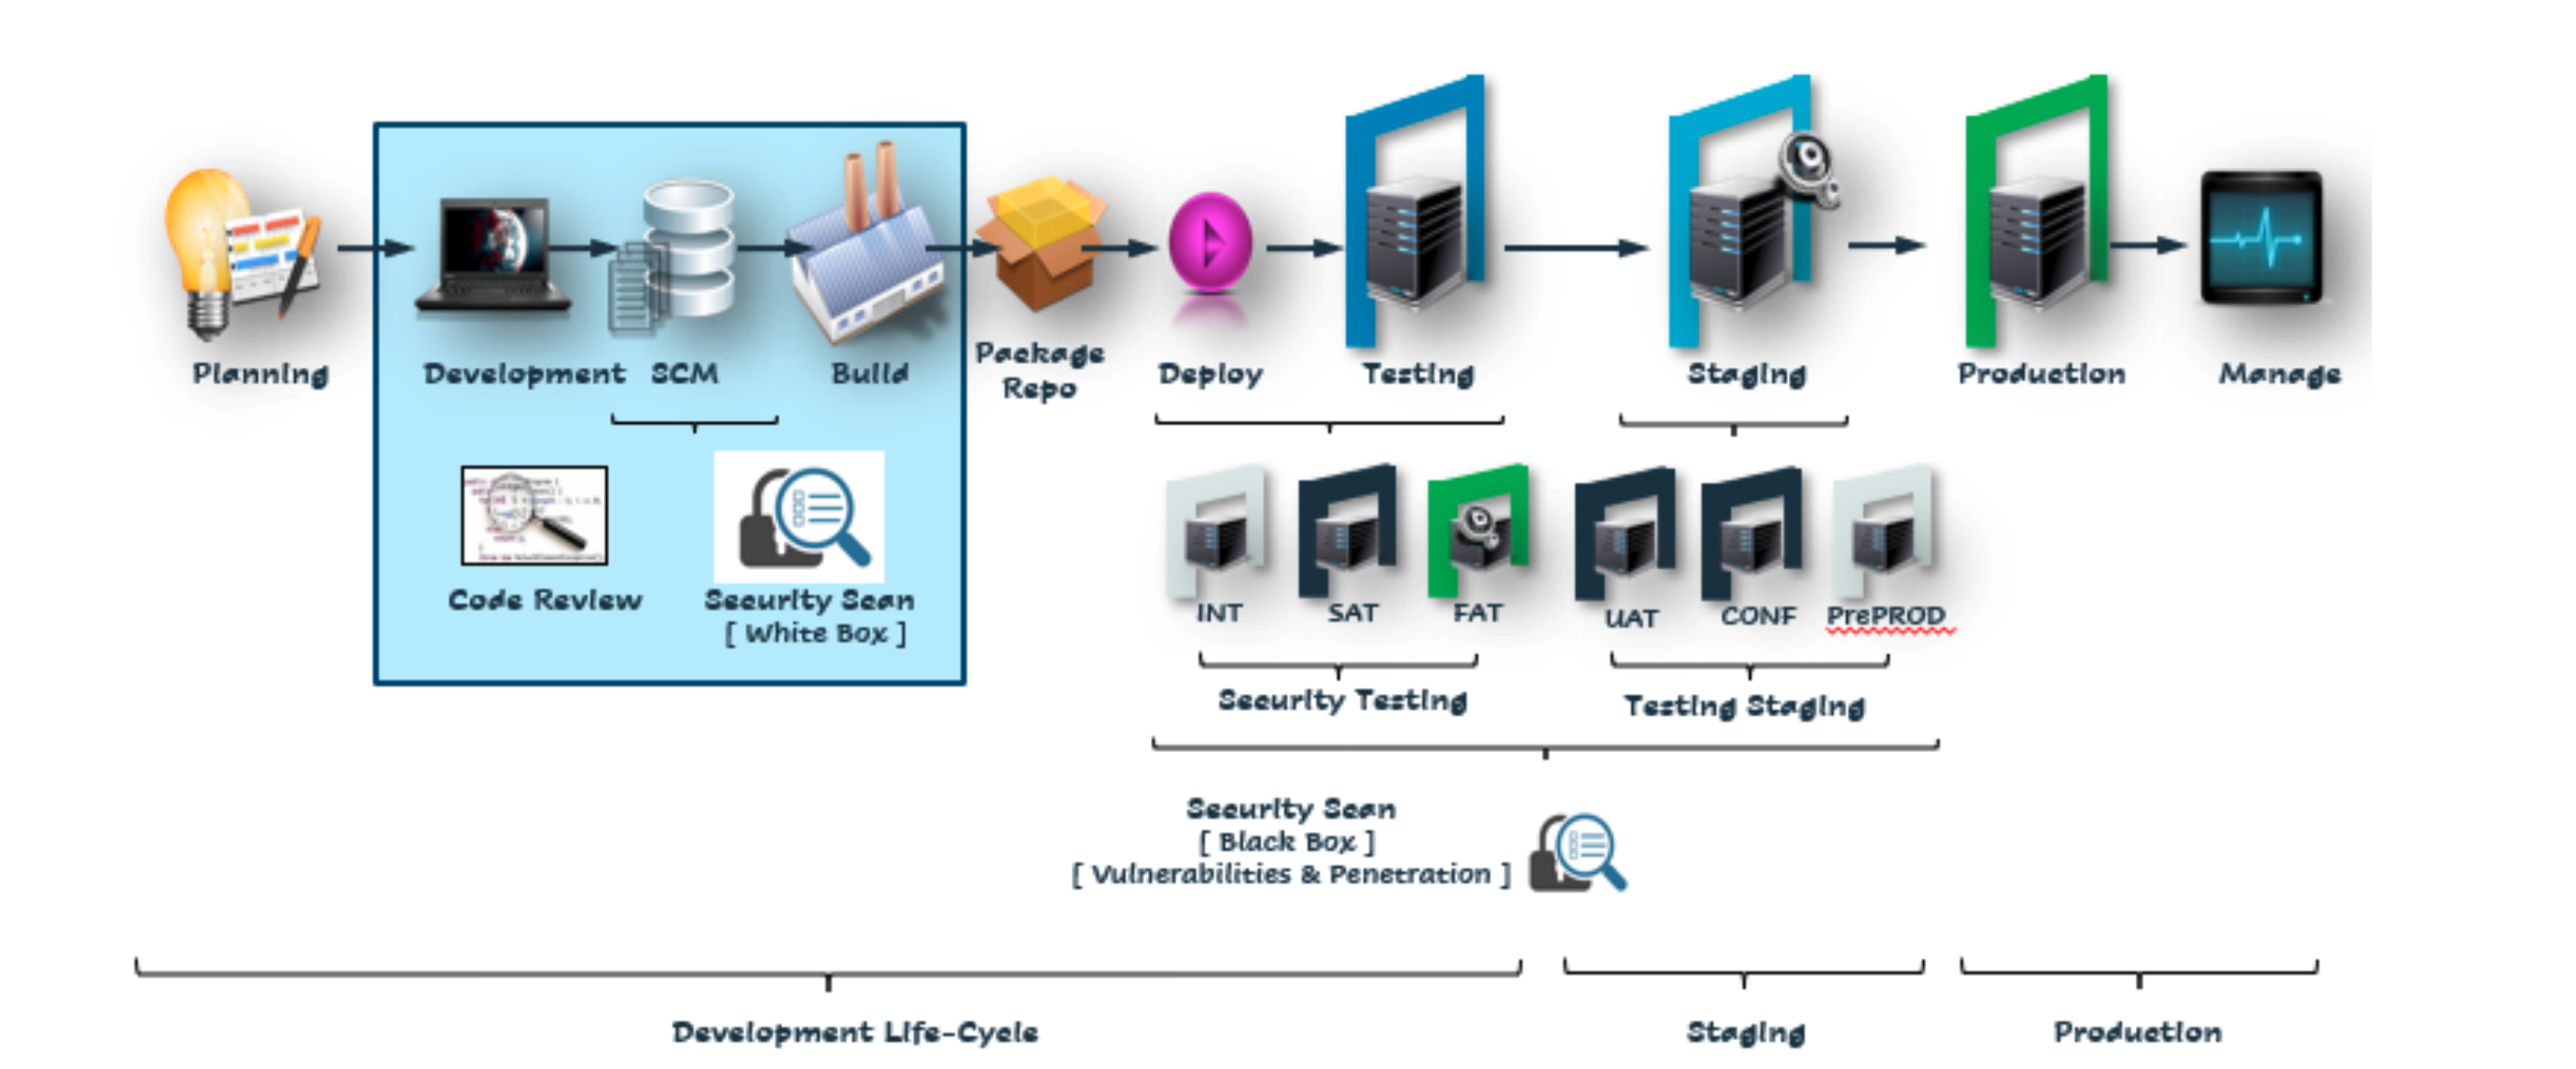 Planning
Development
SCM
Build
Package
Repo
Deploy
Testing
Staging
Production
Manage
Code Review
Security Scan
[ White Box ]
INT
SAT
FAT
UAT
CONF
PrePROD
Security Testing
Testing Staging
Security Scan
[ Black Box ]
[ Vulnerabilities & Penetration ]
Development Life-Cycle
Staging
Production